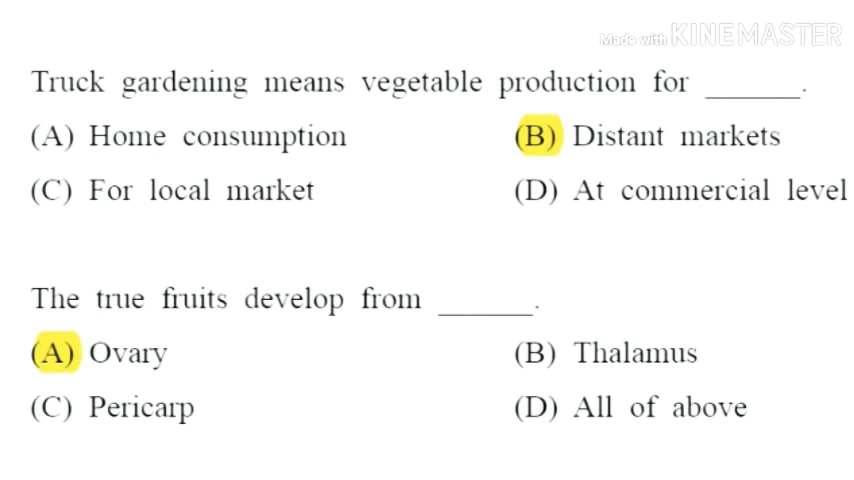 Made with KINEMASTER
Truck gardening means vegetable production for ______.
(A) Home consumption (B) Distant markets
(C) For local market (D) At commercial level
The true fruits develop from ______.
(A) Ovary (B) Thalamus
(C) Pericarp (D) All of above